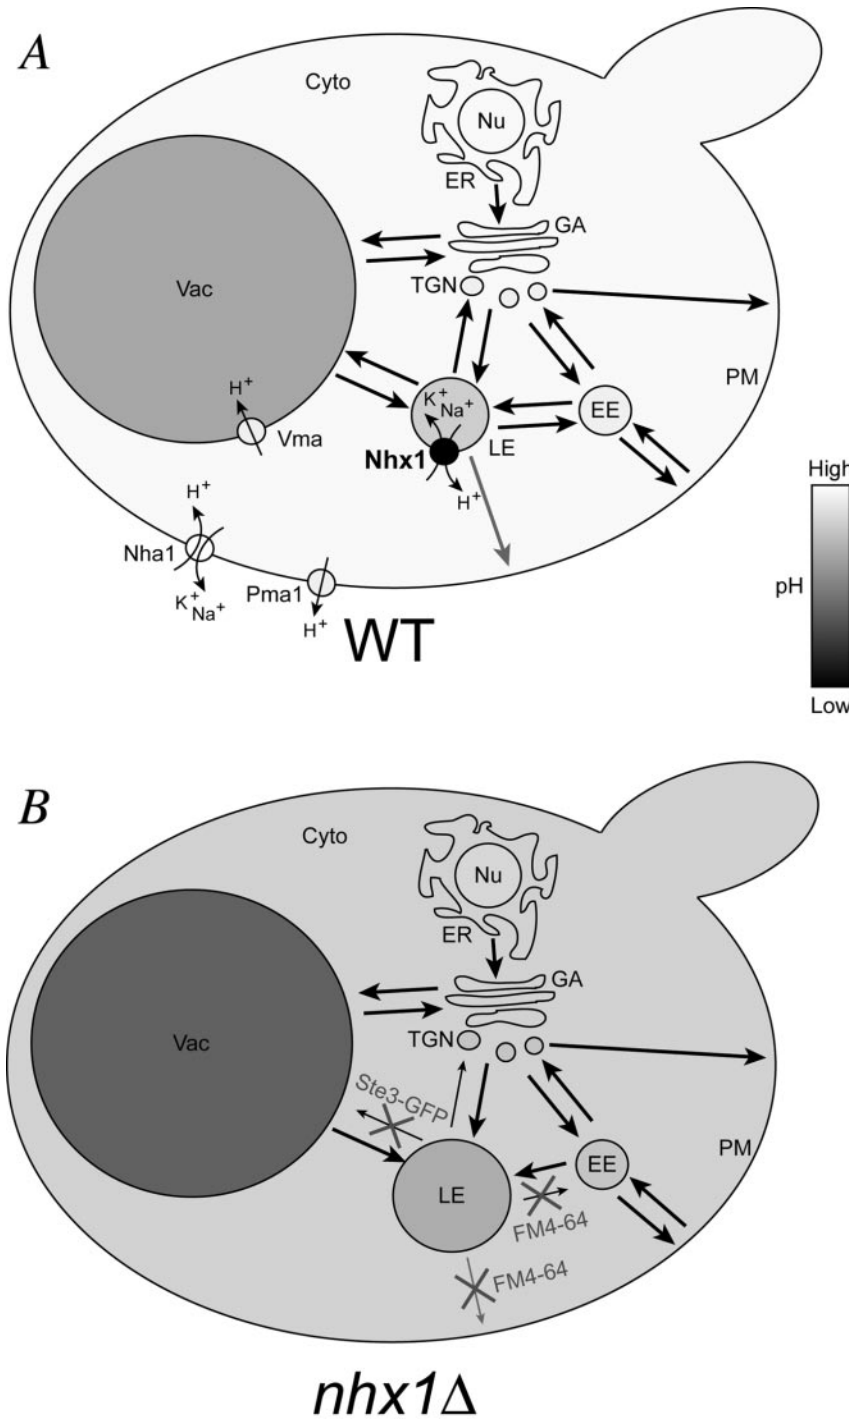 A
Cyto
Nu
ER
GA
TGN
Vac
PM
H+
K+
Na+
EE
Vma
Nhx1
LE
H+
High
H+
Nha1
pH
Pma1
K+
Na+
H+
WT
Low
B
Cyto
Nu
ER
GA
TGN
Vac
Ste3-GFP
PM
EE
LE
FM4-64
FM4-64
nhx1Δ